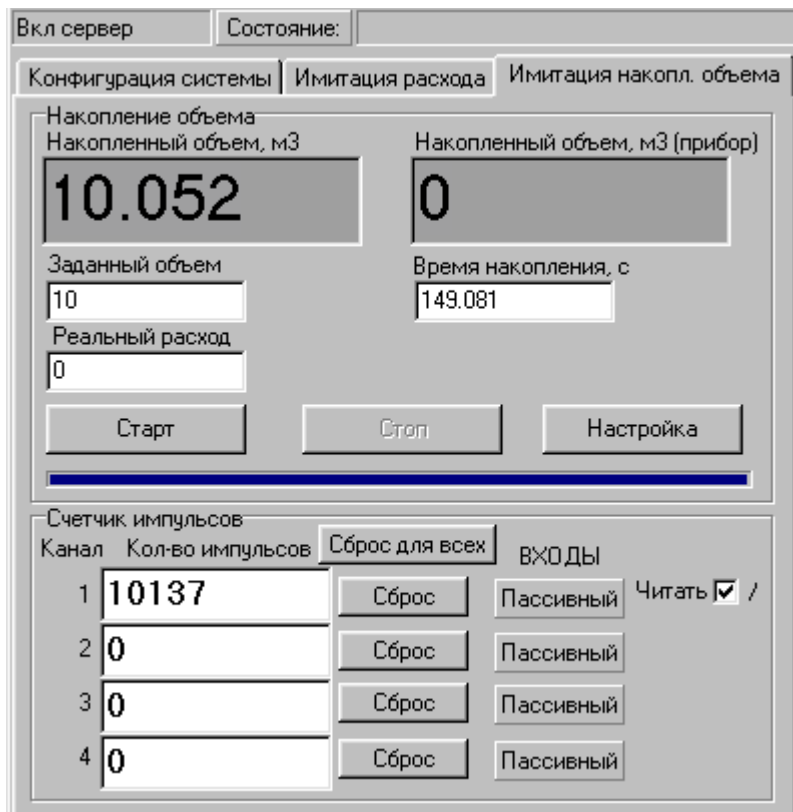 Вкл сервер Состояние:
Конфигурация системы Имитация расхода Имитация накопл. объема
Накопление объема
Накопленный объем, м3 Накопленный объем, м3 (прибор)
10.052 0
Заданный объем Время накопления, с
10 149.081
Реальный расход
0
Старт Стоп Настройка
Счетчик импульсов
Канал Кол-во импульсов Сброс для всех ВХОДЫ
1 10137 Сброс Пассивный Читать /
2 0 Сброс Пассивный
3 0 Сброс Пассивный
4 0 Сброс Пассивный